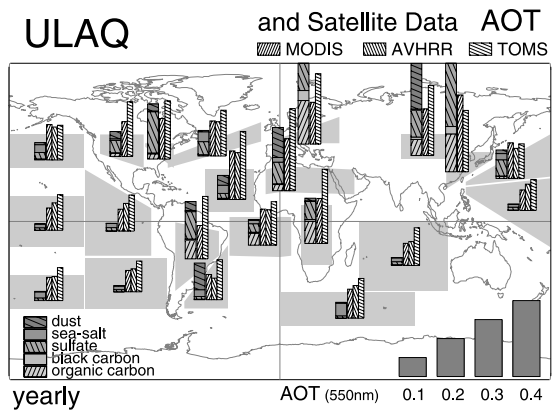 ULAQ and Satellite Data AOT
MODIS AVHRR TOMS
dust
sea-salt
sulfate
black carbon
organic carbon
yearly AOT (550nm) 0.1 0.2 0.3 0.4